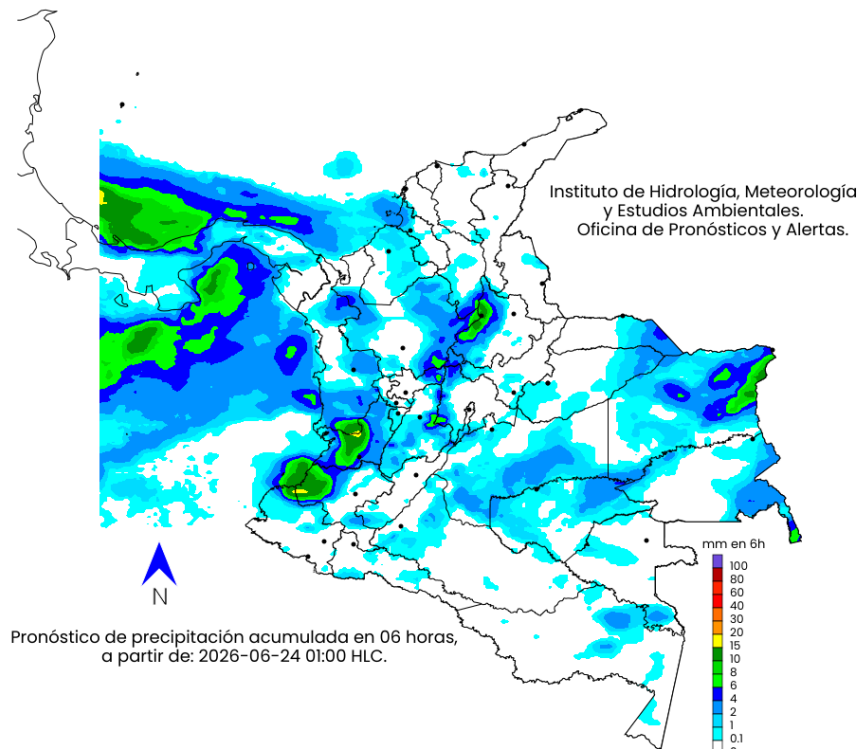 Instituto de Hidrología, Meteorología
y Estudios Ambientales.
Oficina de Pronósticos y Alertas.
mm en 6h
100
80
60
40
30
20
15
10
8
6
4
2
1
0.1
N
Pronóstico de precipitación acumulada en 06 horas,
a partir de: 2026-06-24 01:00 HLC.